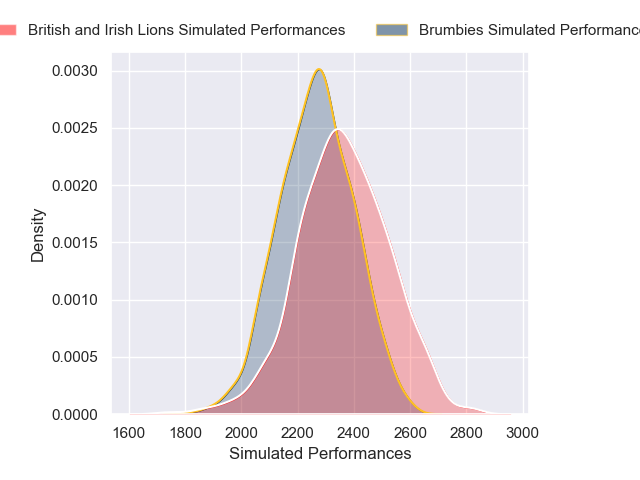 British and Irish Lions Simulated Performances Brumbies Simulated Performanc
0.0030
0.0025
0.0020
0.0015
0.0010
0.0005
0.0000
Density
1600 1800 2000 2200 2400 2600 2800 3000
Simulated Performances